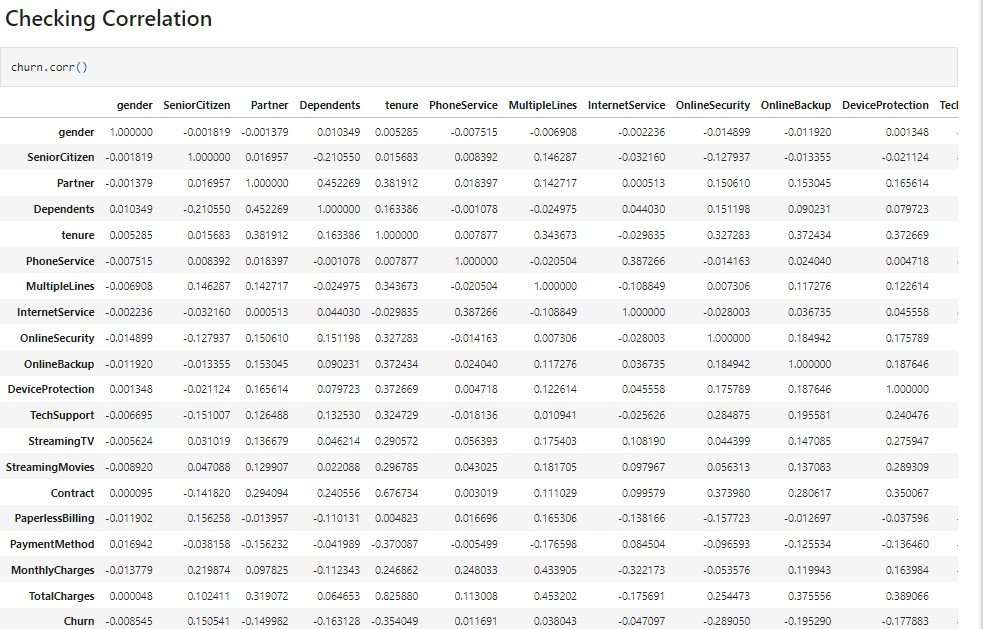 Checking Correlation
churn.corr()
gender SeniorCitizen Partner Dependents tenure PhoneService MultipleLines InternetService OnlineSecurity OnlineBackup DeviceProtection
gender 1.000000 -0.001819 -0.001379 0.010349 0.005285 -0.007515 -0.006908 -0.002236 -0.014899 -0.011920 0.001348
SeniorCitizen -0.001819 1.000000 0.016957 -0.210550 0.015683 0.008392 0.146287 -0.032160 -0.127937 -0.013355 -0.021124
Partner -0.001379 0.016957 1.000000 0.452269 0.381912 0.018397 0.142717 0.000513 0.150610 0.153045 0.165614
Dependents 0.010349 -0.210550 0.452269 1.000000 0.163386 -0.001078 -0.024975 0.044030 0.151198 0.090231 0.079723
tenure 0.005285 0.015683 0.381912 0.163386 1.000000 0.007877 0.343673 -0.029835 0.327283 0.372434 0.372669
PhoneService -0.007515 0.008392 0.018397 -0.001078 0.007877 1.000000 -0.020504 0.387266 -0.014163 0.024040 0.004718
MultipleLines -0.006908 0.146287 0.142717 -0.024975 0.343673 -0.020504 1.000000 -0.108849 0.007306 0.117276 0.122614
InternetService -0.002236 -0.032160 0.000513 0.044030 -0.029835 0.387266 -0.108849 1.000000 -0.028003 0.036735 0.045558
OnlineSecurity -0.014899 -0.127937 0.150610 0.151198 0.327283 -0.014163 0.007306 -0.028003 1.000000 0.184942 0.175789
OnlineBackup -0.011920 -0.013355 0.153045 0.090231 0.372434 0.024040 0.117276 0.036735 0.184942 1.000000 0.187646
DeviceProtection 0.001348 -0.021124 0.165614 0.079723 0.372669 0.004718 0.122614 0.045558 0.175789 0.187646 1.000000
TechSupport -0.006695 -0.151007 0.126488 0.132530 0.324729 -0.018136 0.010941 -0.025626 0.284875 0.195581 0.240476
StreamingTV -0.005624 0.031019 0.136679 0.046214 0.290572 0.056393 0.175403 0.108190 0.044399 0.147085 0.275947
StreamingMovies -0.008920 0.047088 0.129907 0.022088 0.296785 0.043025 0.181705 0.097967 0.056313 0.137083 0.289309
Contract 0.000095 -0.141820 0.294094 0.240556 0.676734 0.003019 0.111029 0.099579 0.373980 0.280617 0.350067
PaperlessBilling -0.011902 0.156258 -0.013957 -0.110131 0.004823 0.016696 0.165306 -0.138166 -0.157723 -0.012697 -0.037596
PaymentMethod 0.016942 -0.038158 -0.156232 -0.041989 -0.370087 -0.005499 -0.176598 0.084504 -0.096593 -0.125534 -0.136460
MonthlyCharges -0.013779 0.219874 0.097825 -0.112343 0.246862 0.248033 0.433905 -0.322173 -0.053576 0.119943 0.163984
TotalCharges 0.000048 0.102411 0.319072 0.064653 0.825880 0.113008 0.453202 -0.175691 0.254473 0.375556 0.389066
Churn -0.008545 0.150541 -0.149982 -0.163128 -0.354049 0.011691 0.038043 -0.047097 -0.289050 -0.195290 -0.177883